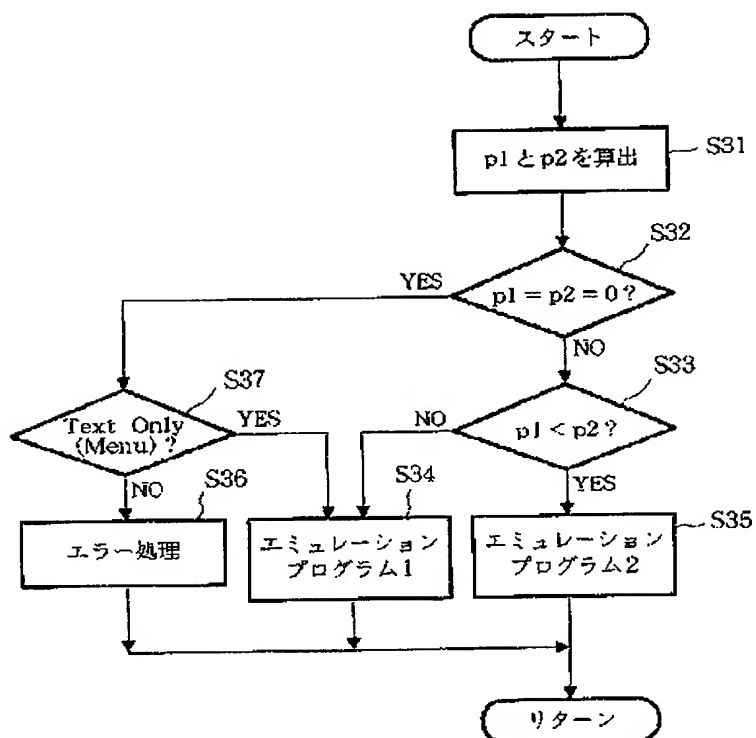 スタート
p1とp2を算出
S31
S32
YES
p1=p2=0?
NO
S37
S33
Text Only
(Menu)?
YES
NO
p1<p2?
NO
S36
S34
YES
S35
エラー処理
エミュレーション
プログラム1
エミュレーション
プログラム2
リターン